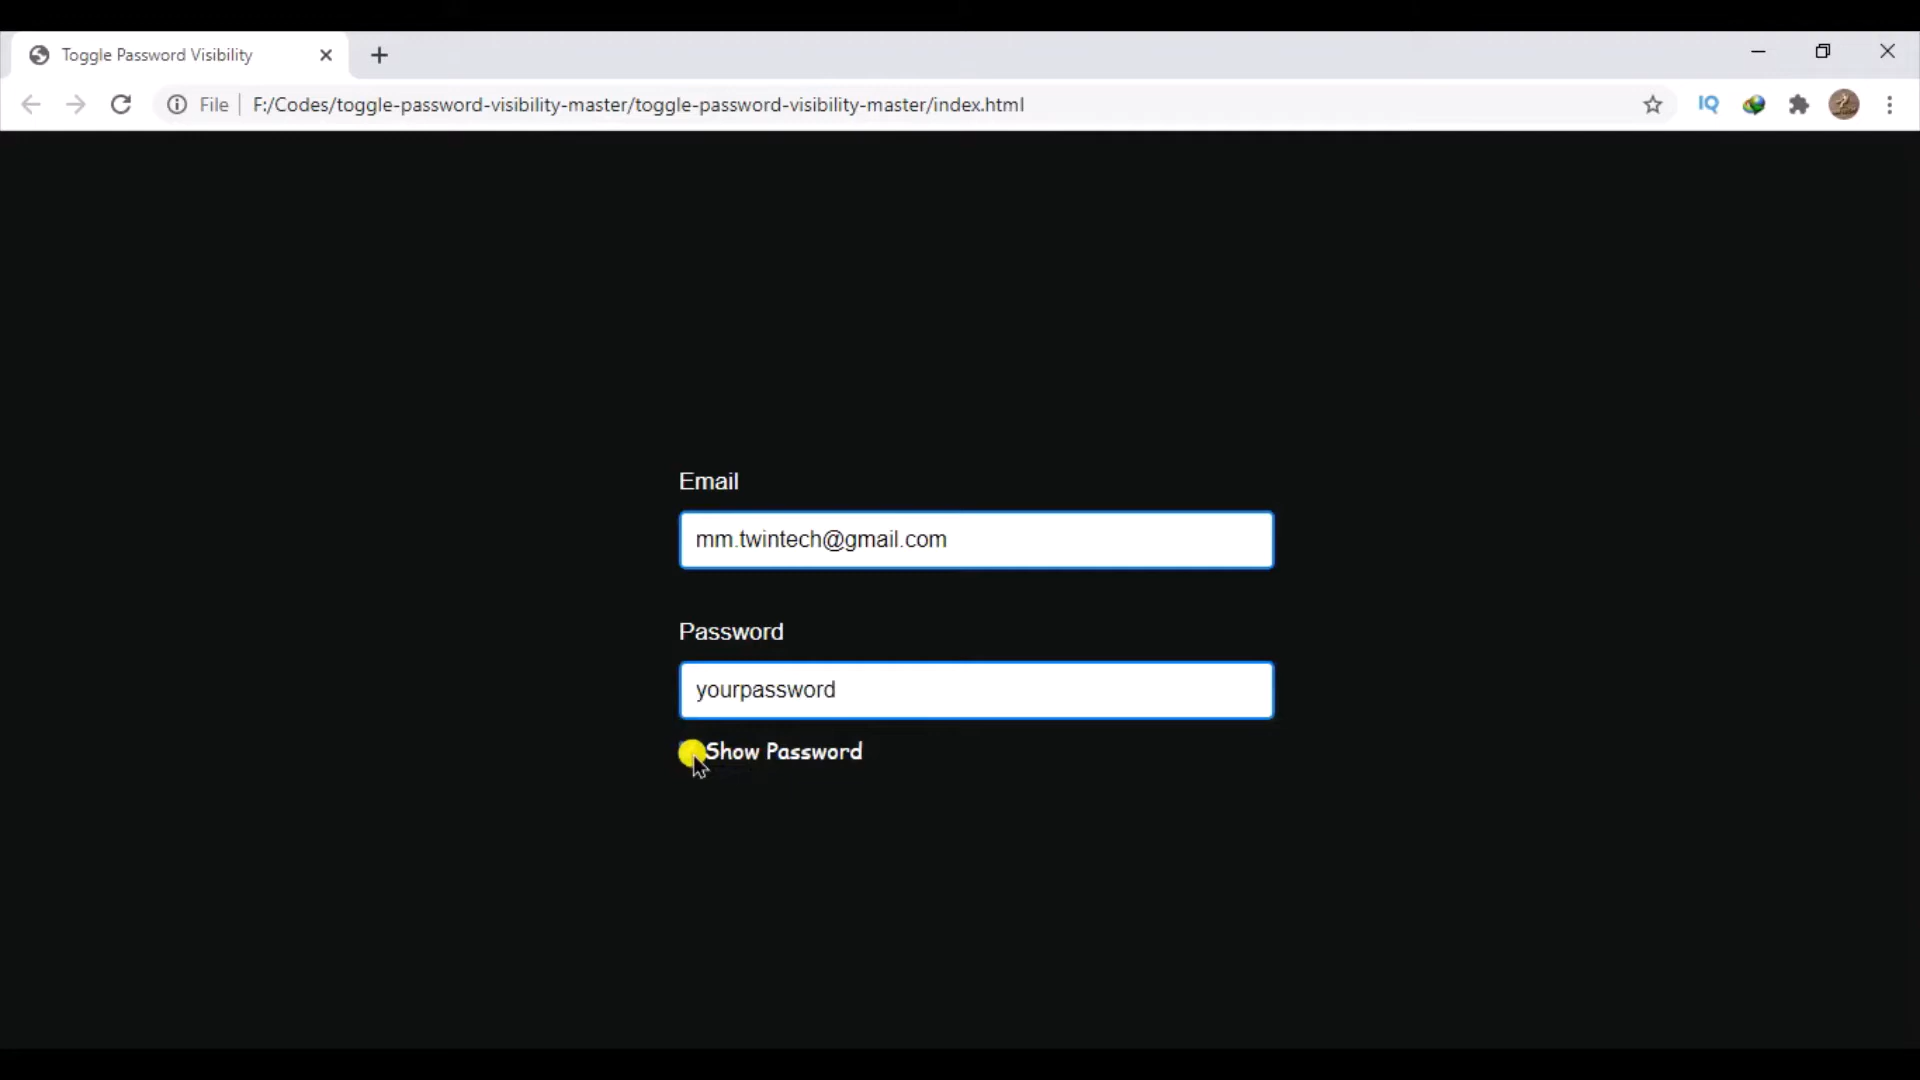 Toggle Password Visibility
File F:/Codes/toggle-password-visibility-master/toggle-password-visibility-master/index.html
IQ
Email
mm.twintech@gmail.com
Password
yourpassword
Show Password